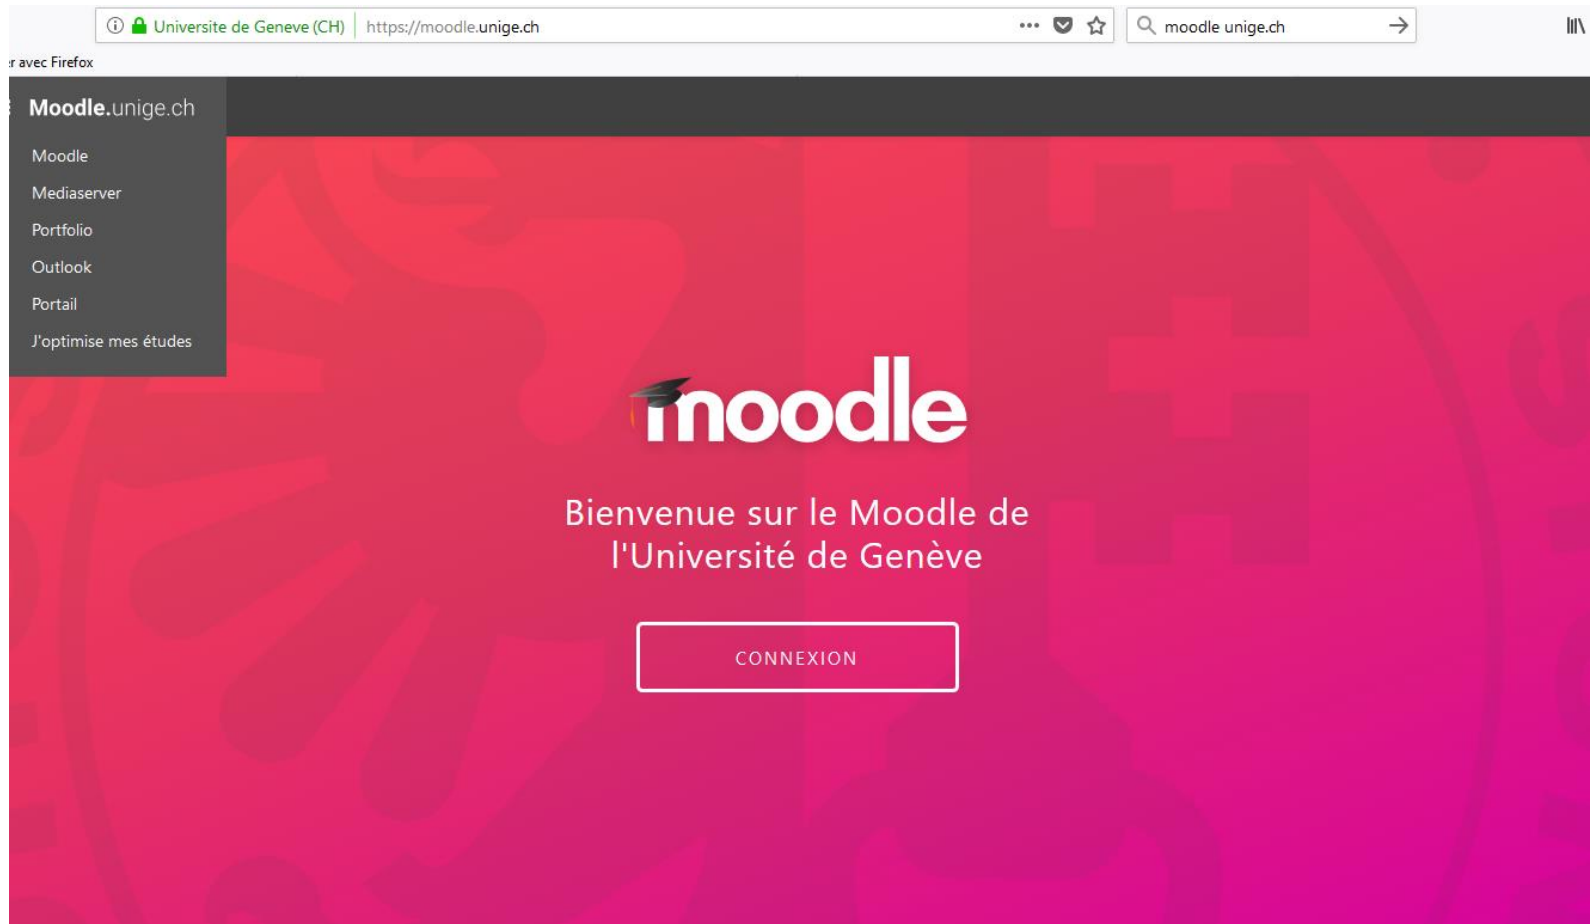 Universite de Geneve (CH) https://moodle.unige.ch moodle unige.ch
er avec Firefox
Moodle.unige.ch
Moodle
Mediaserver
Portfolio
Outlook
Portail
J'optimise mes études
moodle
Bienvenue sur le Moodle de
l'Université de Genève
CONNEXION